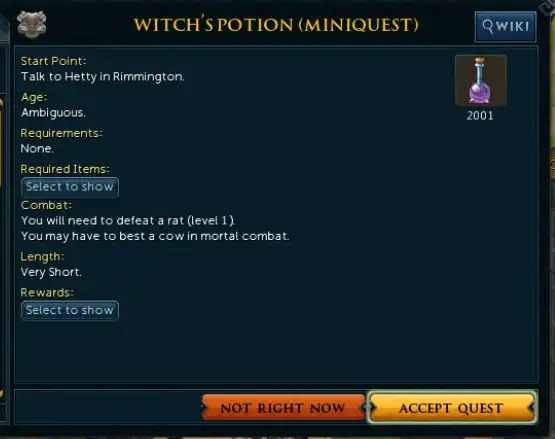 WITCH'S POTION (MINIQUEST)
WIKI
Start Point:
Talk to Hetty in Rimmington.
2001
Age:
Ambiguous.
Requirements:
None.
Required Items:
Select to show
Combat:
You will need to defeat a rat (level 1).
You may have to best a cow in mortal combat.
Length:
Very Short.
Rewards:
Select to show
NOT RIGHT NOW
ACCEPT QUEST